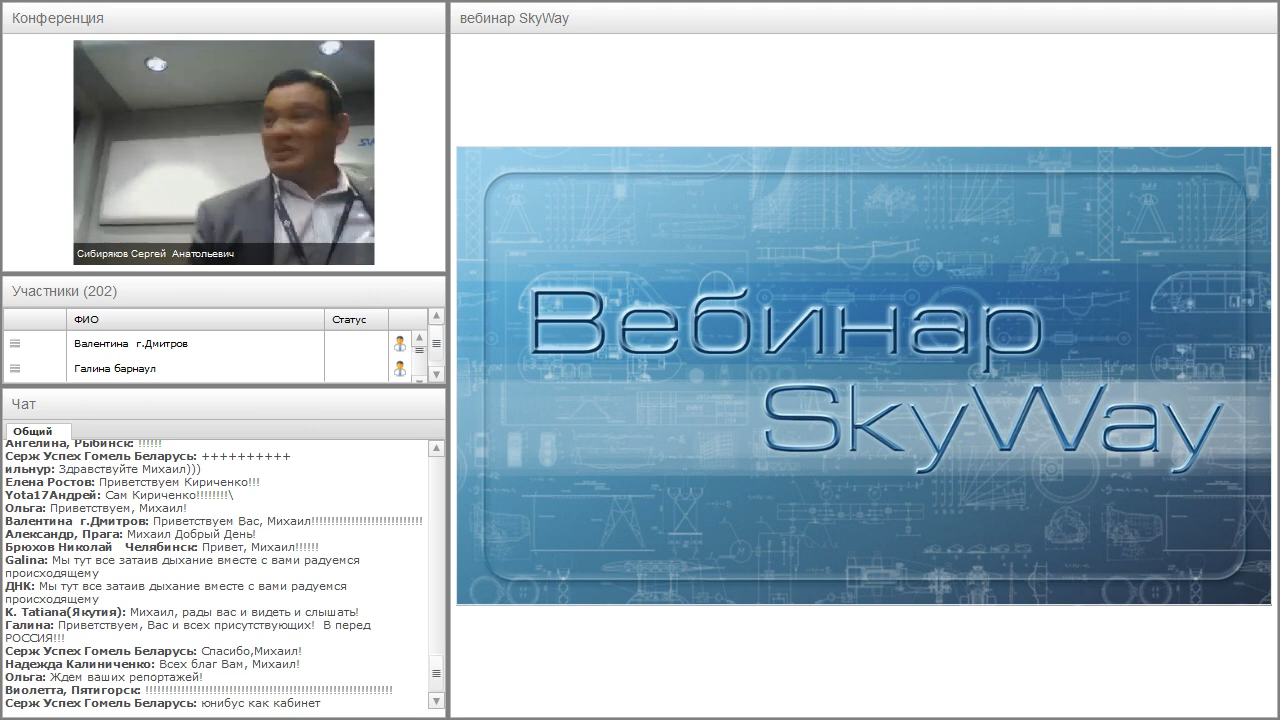 Конференция
Сибиряков Сергей  Анатольевич
Участники (202)
ФИО
Статус
Валентина  г.Дмитров
Галина барнаул
Чат
Общий
Ангелина, Рыбинск: !!!!!!
Серж Успех Гомель Беларусь: ++++++++++
ильнур: Здравствуйте Михаил)))
Елена Ростов: Приветствуем Кириченко!!!
Yota17Андрей: Сам Кириченко!!!!!!!!\
Ольга: Приветствуем, Михаил!
Валентина  г.Дмитров: Приветствуем Вас, Михаил!!!!!!!!!!!!!!!!!!!!!!!!!!!!
Александр, Прага: Михаил Добрый День!
Брюхов Николай   Челябинск: Привет, Михаил!!!!!!
Galina: Мы тут все затаив дыхание вместе с вами радуемся
происходящему
ДНК: Мы тут все затаив дыхание вместе с вами радуемся
происходящему
K. Tatiana(Якутия): Михаил, рады вас и видеть и слышать!
Галина: Приветствуем, Вас и всех присутствующих!  В перед
РОССИЯ!!!
Серж Успех Гомель Беларусь: Спасибо,Михаил!
Надежда Калиниченко: Всех благ Вам, Михаил!
Ольга: Ждем ваших репортажей!
Виолетта, Пятигорск: !!!!!!!!!!!!!!!!!!!!!!!!!!!!!!!!!!!!!!!!!!!!!!!!!!!!!!!!!!!!!!
Серж Успех Гомель Беларусь: юнибус как кабинет
вебинар SkyWay
Вебинар
SkyWay